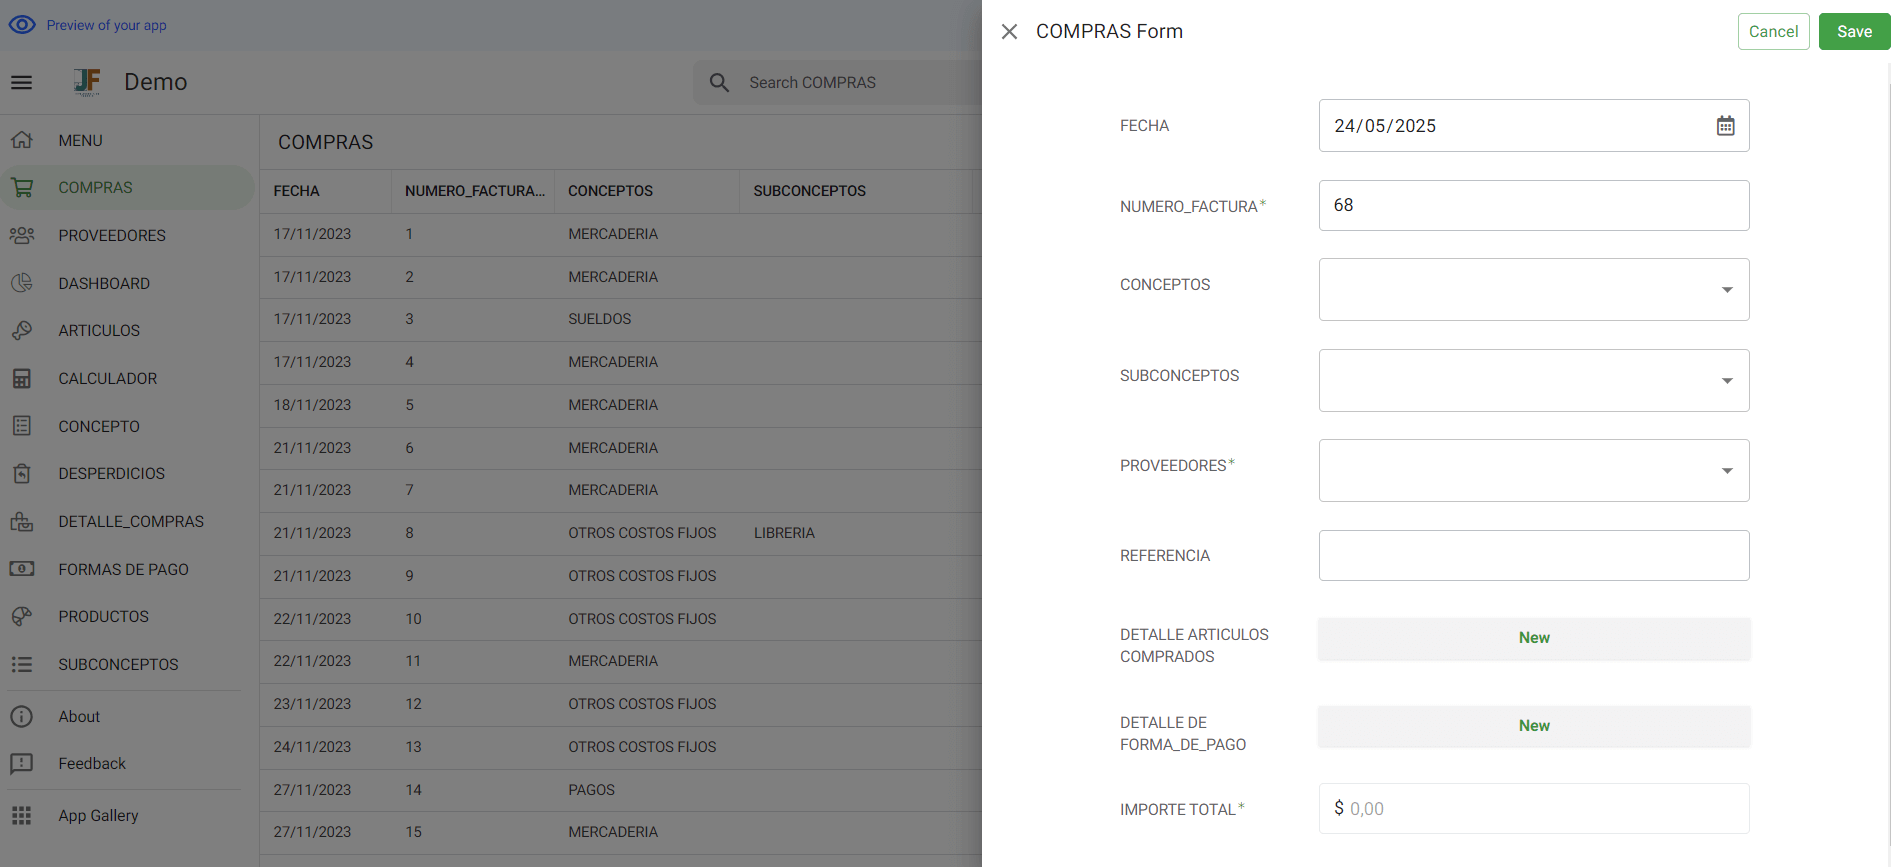 Preview of your app
JF
Demo
Search COMPRAS
MENU
COMPRAS
PROVEEDORES
DASHBOARD
ARTICULOS
CALCULADOR
CONCEPTO
DESPERDICIOS
DETALLE_COMPRAS
FORMAS DE PAGO
PRODUCTOS
SUBCONCEPTOS
About
Feedback
App Gallery
COMPRAS
FECHA NUMERO_FACTURA... CONCEPTOS SUBCONCEPTOS
17/11/2023 1 MERCADERIA
17/11/2023 2 MERCADERIA
17/11/2023 3 SUELDOS
17/11/2023 4 MERCADERIA
18/11/2023 5 MERCADERIA
21/11/2023 6 MERCADERIA
21/11/2023 7 MERCADERIA
21/11/2023 8 OTROS COSTOS FIJOS LIBRERIA
21/11/2023 9 OTROS COSTOS FIJOS
22/11/2023 10 OTROS COSTOS FIJOS
22/11/2023 11 MERCADERIA
23/11/2023 12 OTROS COSTOS FIJOS
24/11/2023 13 OTROS COSTOS FIJOS
27/11/2023 14 PAGOS
27/11/2023 15 MERCADERIA
COMPRAS Form
Cancel
Save
FECHA 24/05/2025
NUMERO_FACTURA* 68
CONCEPTOS
SUBCONCEPTOS
PROVEEDORES*
REFERENCIA
DETALLE ARTICULOS
COMPRADOS
New
DETALLE DE
FORMA_DE_PAGO
New
IMPORTE TOTAL* $ 0,00